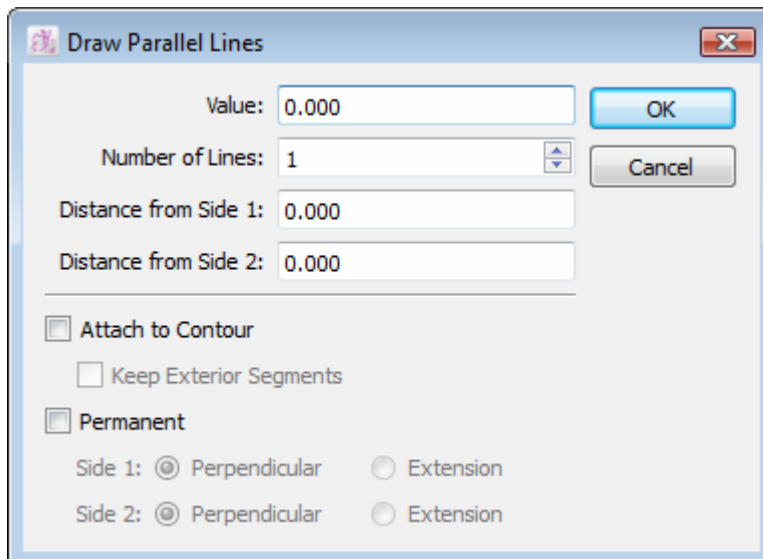 Draw Parallel Lines
Value: 0.000
OK
Number of Lines: 1
Cancel
Distance from Side 1: 0.000
Distance from Side 2: 0.000
Attach to Contour
Keep Exterior Segments
Permanent
Side 1: Perpendicular Extension
Side 2: Perpendicular Extension